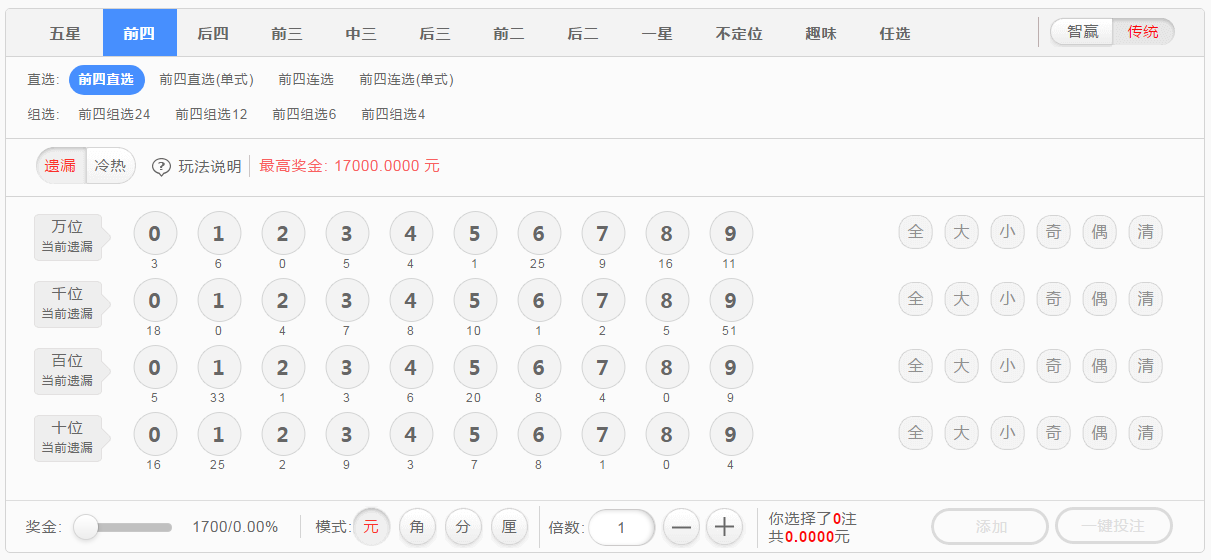 五星 前四 后四 前三 中三 后三 前二 后二 一星 不定位 趣味 任选 智赢 传统
直选: 前四直选 前四直选(单式) 前四连选 前四连选(单式)
组选: 前四组选24 前四组选12 前四组选6 前四组选4
遗漏 冷热 ? 玩法说明 最高奖金: 17000.0000 元
万位 0 1 2 3 4 5 6 7 8 9 全 大 小 奇 偶 清
当前遗漏 3 6 0 5 4 1 25 9 16 11
千位 0 1 2 3 4 5 6 7 8 9 全 大 小 奇 偶 清
当前遗漏 18 0 4 7 8 10 1 2 5 51
百位 0 1 2 3 4 5 6 7 8 9 全 大 小 奇 偶 清
当前遗漏 5 33 1 3 6 20 8 4 0 9
十位 0 1 2 3 4 5 6 7 8 9 全 大 小 奇 偶 清
当前遗漏 16 25 2 9 3 7 8 1 0 4
奖金: 1700/0.00% 模式: 元 角 分 厘 倍数: — 1 + 你选择了0注 添加 一键投注
共0.0000元